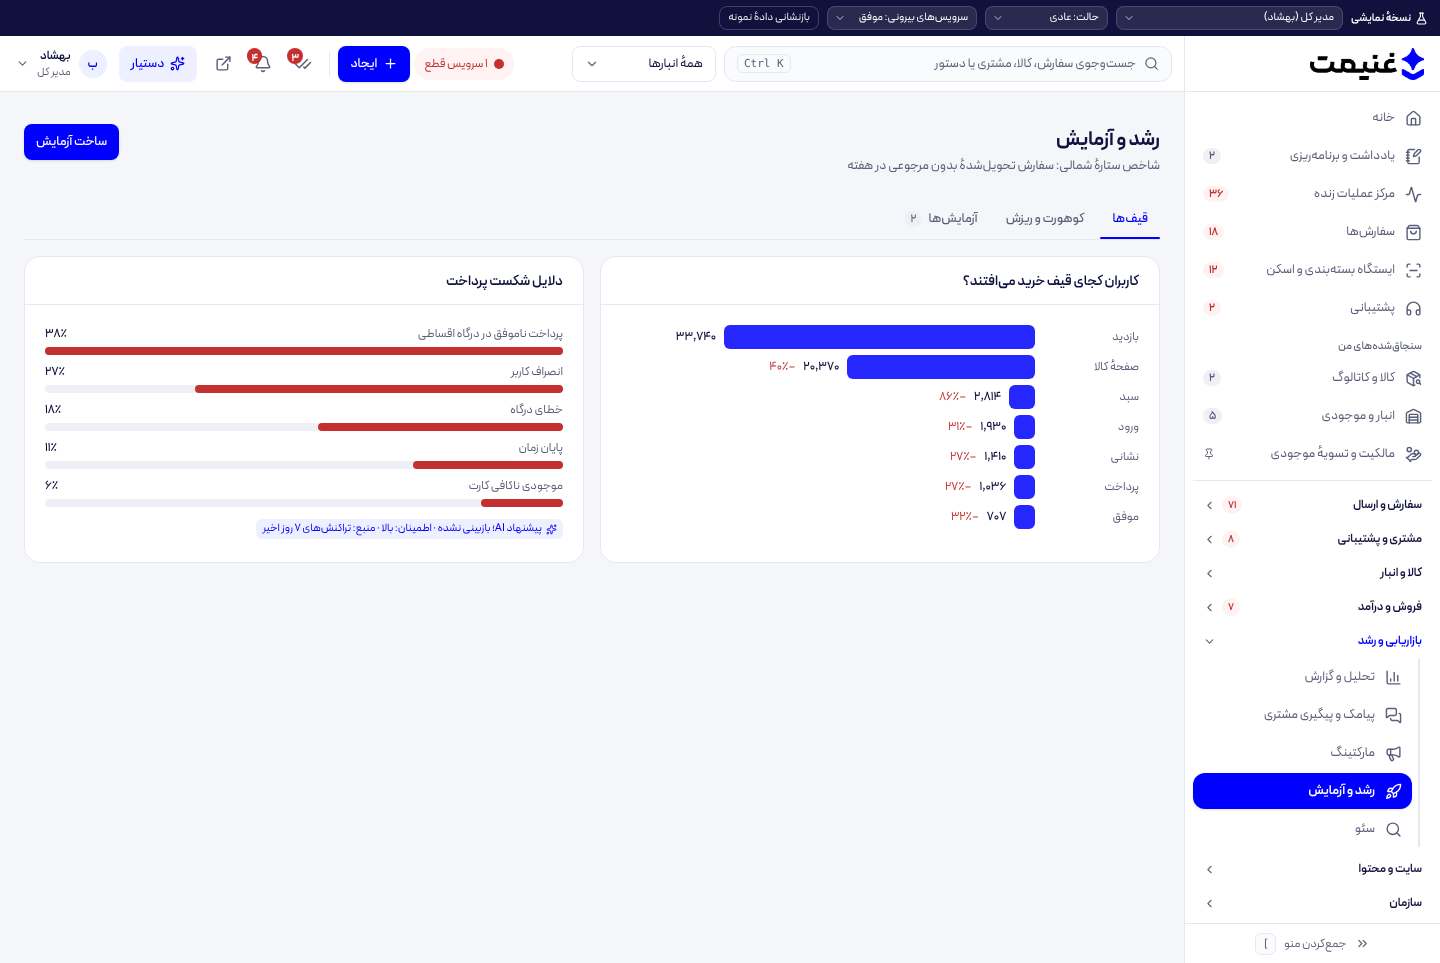 نسخهٔ نمایشی
مدیر کل (بهشاد)
حالت: عادی
سرویس‌های بیرونی: موفق
بازنشانی دادهٔ نمونه
غنیمت
جست‌وجوی سفارش، کالا، مشتری یا دستور
Ctrl K
همهٔ انبارها
۱ سرویس قطع
ایجاد
۳
۴
دستیار
ب
بهشاد
مدیر کل
خانه
یادداشت و برنامه‌ریزی ۲
مرکز عملیات زنده ۳۶
سفارش‌ها ۱۸
ایستگاه بسته‌بندی و اسکن ۱۲
پشتیبانی ۲
سنجاق‌شده‌های من
کالا و کاتالوگ ۲
انبار و موجودی ۵
مالکیت و تسویهٔ موجودی
سفارش و ارسال ۷۱
مشتری و پشتیبانی ۸
کالا و انبار
فروش و درآمد ۷
بازاریابی و رشد
تحلیل و گزارش
پیامک و پیگیری مشتری
مارکتینگ
رشد و آزمایش
سئو
سایت و محتوا
سازمان
جمع‌کردن منو [
رشد و آزمایش
شاخص ستارهٔ شمالی: سفارش تحویل‌شدهٔ بدون مرجوعی در هفته
ساخت آزمایش
قیف‌ها
کوهورت و ریزش
آزمایش‌ها ۲
کاربران کجای قیف خرید می‌افتند؟
بازدید ۳۳٬۷۴۰
صفحهٔ کالا ۲۰٬۳۷۰ −۴۰٪
سبد ۲٬۸۱۴ −۸۶٪
ورود ۱٬۹۳۰ −۳۱٪
نشانی ۱٬۴۱۰ −۲۷٪
پرداخت ۱٬۰۳۶ −۲۷٪
موفق ۷۰۷ −۳۲٪
دلایل شکست پرداخت
پرداخت ناموفق در درگاه اقساطی ۳۸٪
انصراف کاربر ۲۷٪
خطای درگاه ۱۸٪
پایان زمان ۱۱٪
موجودی ناکافی کارت ۶٪
پیشنهاد AI؛ بازبینی نشده · اطمینان: بالا · منبع: تراکنش‌های ۷ روز اخیر